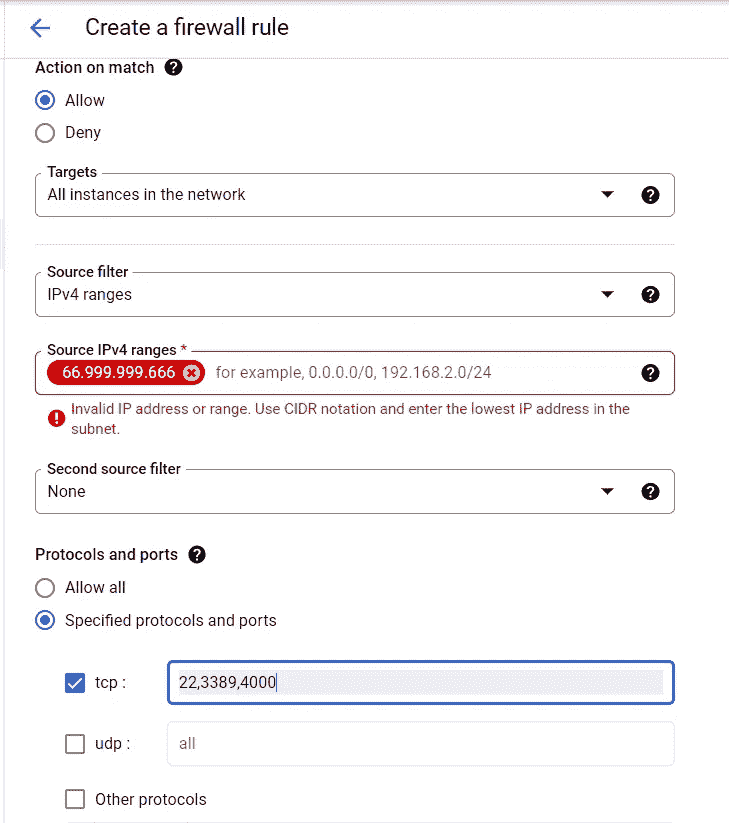 Create a firewall rule
Action on match
Allow
Deny
Targets
All instances in the network
Source filter
IPv4 ranges
Source IPv4 ranges *
66.999.999.666 for example, 0.0.0.0/0, 192.168.2.0/24
Invalid IP address or range. Use CIDR notation and enter the lowest IP address in the
subnet.
Second source filter
None
Protocols and ports
Allow all
Specified protocols and ports
tcp : 22,3389,4000
udp : all
Other protocols